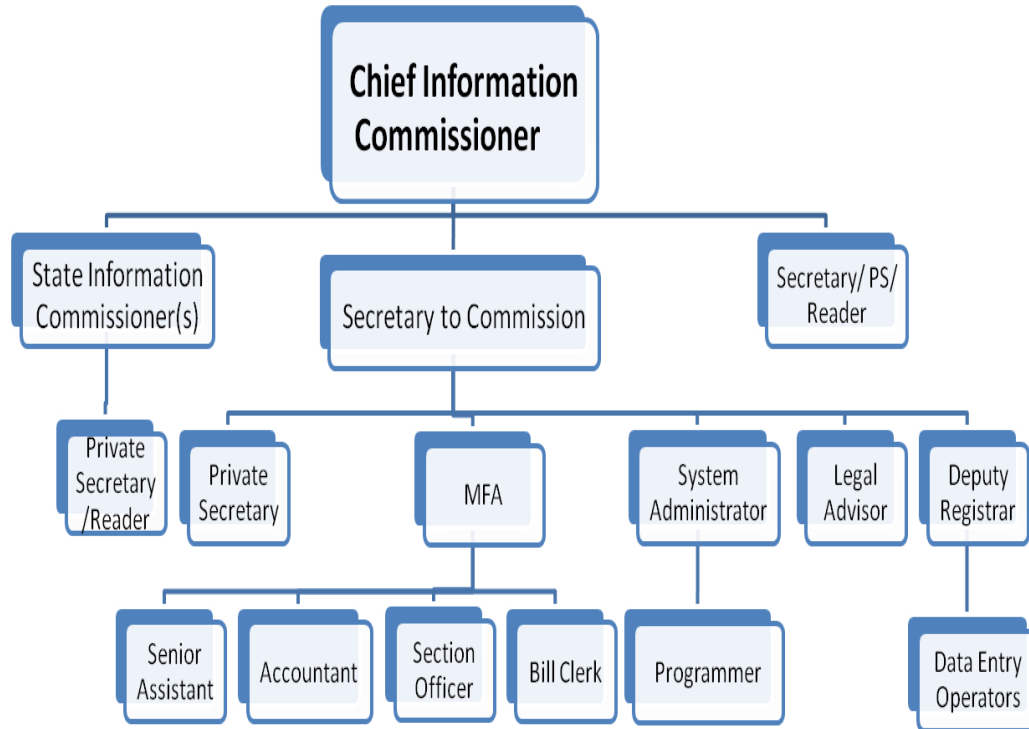 Chief Information
Commissioner
State Information
Commissioner(s)
Secretary to Commission
Secretary/ PS/
Reader
Private
Secretary
/Reader
Private
Secretary
MFA
System
Administrator
Legal
Advisor
Deputy
Registrar
Senior
Assistant
Accountant
Section
Officer
Bill Clerk
Programmer
Data Entry
Operators